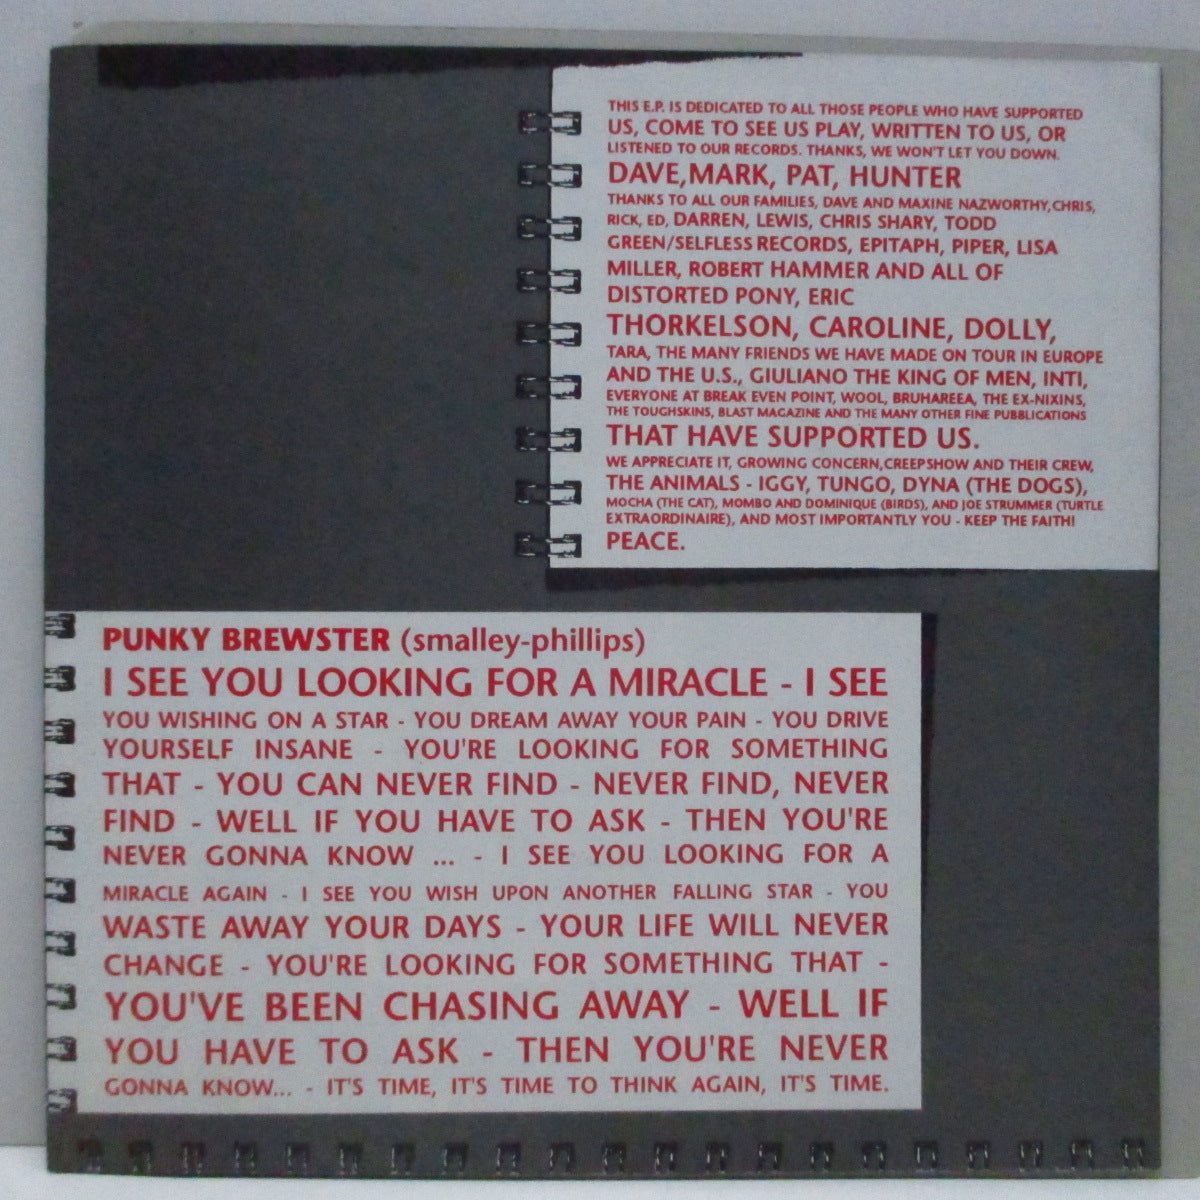 THIS E.P. IS DEDICATED TO ALL THOSE PEOPLE WHO HAVE SUPPORTED
US, COME TO SEE US PLAY, WRITTEN TO US, OR
LISTENED TO OUR RECORDS. THANKS, WE WON'T LET YOU DOWN.
DAVE,MARK, PAT, HUNTER
THANKS TO ALL OUR FAMILIES, DAVE AND MAXINE NAZWORTHY,CHRIS,
RICK, ED, DARREN, LEWIS, CHRIS SHARY, TODD
GREEN/SELFLESS RECORDS, EPITAPH, PIPER, LISA
MILLER, ROBERT HAMMER AND ALL OF
DISTORTED PONY, ERIC
THORKELSON, CAROLINE, DOLLY,
TARA, THE MANY FRIENDS WE HAVE MADE ON TOUR IN EUROPE
AND THE U.S., GIULIANO THE KING OF MEN, INTI,
EVERYONE AT BREAK EVEN POINT, WOOL, BRUHAREEA, THE EX-NIXINS,
THE TOUGHSKINS, BLAST MAGAZINE AND THE MANY OTHER FINE PUBBLICATIONS
THAT HAVE SUPPORTED US.
WE APPRECIATE IT, GROWING CONCERN,CREEPSHOW AND THEIR CREW,
THE ANIMALS - IGGY, TUNGO, DYNA (THE DOGS),
MOCHA (THE CAT), MOMBO AND DOMINIQUE (BIRDS), AND JOE STRUMMER (TURTLE
EXTRAORDINAIRE), AND MOST IMPORTANTLY YOU - KEEP THE FAITH!
PEACE.
PUNKY BREWSTER (smalley-phillips)
I SEE YOU LOOKING FOR A MIRACLE - I SEE
YOU WISHING ON A STAR - YOU DREAM AWAY YOUR PAIN - YOU DRIVE
YOURSELF INSANE - YOU'RE LOOKING FOR SOMETHING
THAT - YOU CAN NEVER FIND - NEVER FIND, NEVER
FIND - WELL IF YOU HAVE TO ASK - THEN YOU'RE
NEVER GONNA KNOW ... - I SEE YOU LOOKING FOR A
MIRACLE AGAIN - I SEE YOU WISH UPON ANOTHER FALLING STAR - YOU
WASTE AWAY YOUR DAYS - YOUR LIFE WILL NEVER
CHANGE - YOU'RE LOOKING FOR SOMETHING THAT -
YOU'VE BEEN CHASING AWAY - WELL IF
YOU HAVE TO ASK - THEN YOU'RE NEVER
GONNA KNOW... - IT'S TIME, IT'S TIME TO THINK AGAIN, IT'S TIME.